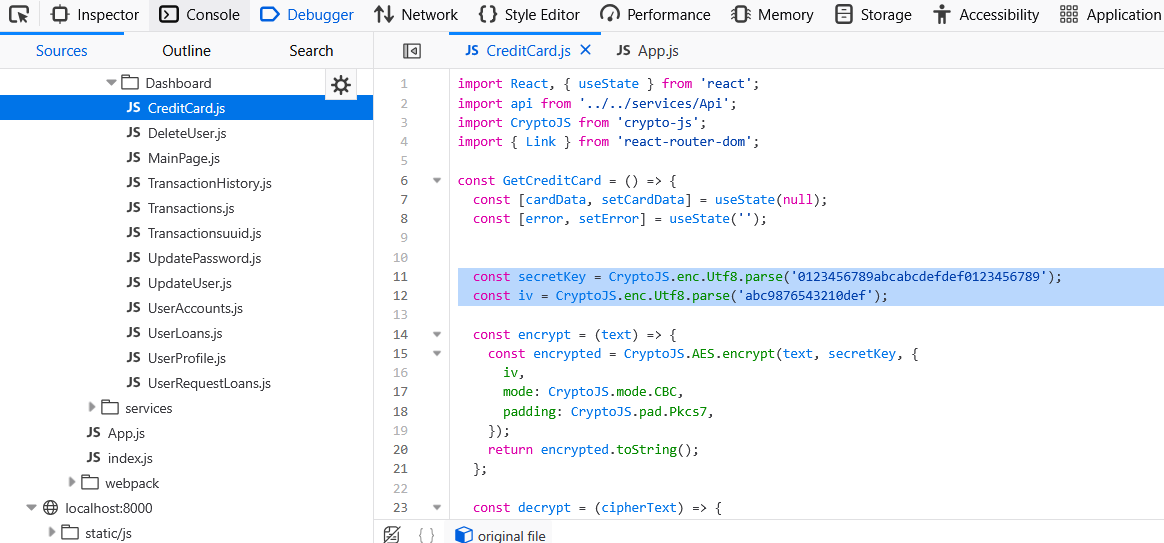 Inspector Console Debugger Network Style Editor Performance Memory Storage Accessibility Application
Sources Outline Search
JS CreditCard.js × JS App.js
Dashboard
JS CreditCard.js
JS DeleteUser.js
JS MainPage.js
JS TransactionHistory.js
JS Transactions.js
JS Transactionsuuid.js
JS UpdatePassword.js
JS UpdateUser.js
JS UserAccounts.js
JS UserLoans.js
JS UserProfile.js
JS UserRequestLoans.js
services
JS App.js
JS index.js
webpack
localhost:8000
static/js
1 import React, { useState } from 'react';
2 import api from '../../services/Api';
3 import CryptoJS from 'crypto-js';
4 import { Link } from 'react-router-dom';
5
6 const GetCreditCard = () => {
7 const [cardData, setCardData] = useState(null);
8 const [error, setError] = useState('');
9
10
11 const secretKey = CryptoJS.enc.Utf8.parse('0123456789abcabcdefdef0123456789');
12 const iv = CryptoJS.enc.Utf8.parse('abc9876543210def');
13
14 const encrypt = (text) => {
15 const encrypted = CryptoJS.AES.encrypt(text, secretKey, {
16 iv,
17 mode: CryptoJS.mode.CBC,
18 padding: CryptoJS.pad.Pkcs7,
19 });
20 return encrypted.toString();
21 };
22
23 const decrypt = (cipherText) => {
{ } original file